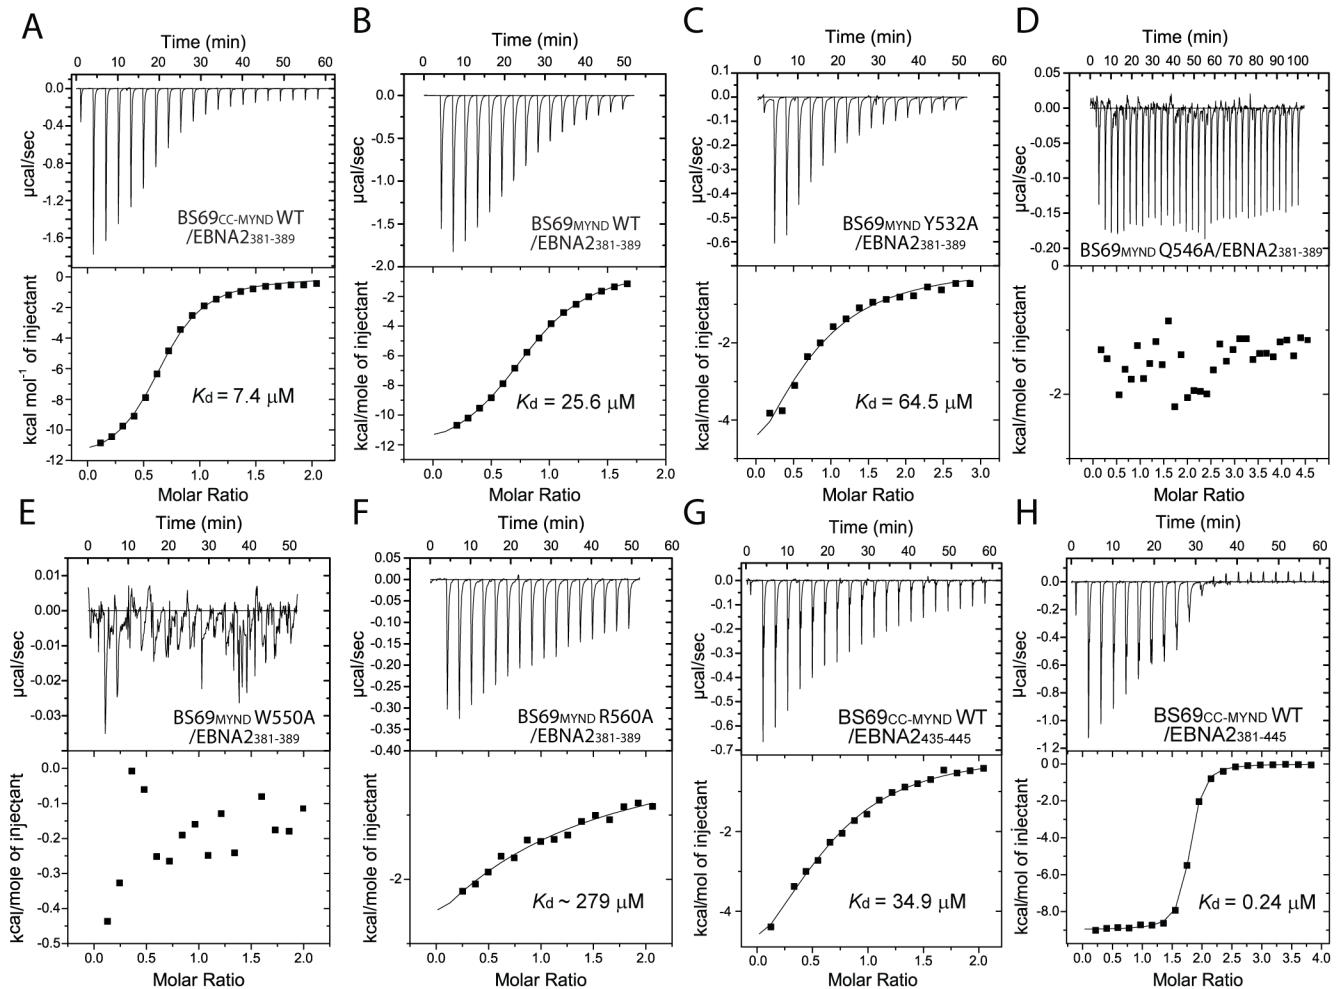 A
Time (min)
0 10 20 30 40 50 60
0.0
-0.4
-0.8
-1.2
-1.6
µcal/sec
BS69CC-MYND WT
/EBNA2381-389
0
-2
-4
-6
-8
-10
-12
kcal mol-1 of injectant
Kd = 7.4 µM
0.0 0.5 1.0 1.5 2.0
Molar Ratio
B
Time (min)
0 10 20 30 40 50
0.0
-0.5
-1.0
-1.5
-2.0
µcal/sec
BS69MYND WT
/EBNA2381-389
-2
-4
-6
-8
-10
-12
kcal/mole of injectant
Kd = 25.6 µM
0.0 0.5 1.0 1.5 2.0
Molar Ratio
C
Time (min)
0 10 20 30 40 50 60
0.1
0.0
-0.1
-0.2
-0.3
-0.4
-0.5
-0.6
µcal/sec
BS69MYND Y532A
/EBNA2381-389
-2
-4
kcal/mole of injectant
Kd = 64.5 µM
0.0 0.5 1.0 1.5 2.0 2.5 3.0
Molar Ratio
D
Time (min)
0 10 20 30 40 50 60 70 80 90 100
0.05
0.00
-0.05
-0.10
-0.15
-0.20
µcal/sec
BS69MYND Q546A/EBNA2381-389
0
-2
kcal/mole of injectant
0.0 0.5 1.0 1.5 2.0 2.5 3.0 3.5 4.0 4.5
Molar Ratio
E
Time (min)
0 10 20 30 40 50
0.01
0.00
-0.01
-0.02
-0.03
µcal/sec
BS69MYND W550A
/EBNA2381-389
0.0
-0.1
-0.2
-0.3
-0.4
-0.5
kcal/mole of injectant
0.0 0.5 1.0 1.5 2.0
Molar Ratio
F
Time (min)
0 10 20 30 40 50 60
0.05
0.00
-0.05
-0.10
-0.15
-0.20
-0.25
-0.30
-0.35
-0.40
µcal/sec
BS69MYND R560A
/EBNA2381-389
-2
kcal/mole of injectant
Kd ~ 279 µM
0.0 0.5 1.0 1.5 2.0
Molar Ratio
G
Time (min)
0 10 20 30 40 50 60
0.0
-0.1
-0.2
-0.3
-0.4
-0.5
-0.6
-0.7
µcal/sec
BS69CC-MYND WT
/EBNA2435-445
-2
-4
kcal/mol of injectant
Kd = 34.9 µM
0.0 0.5 1.0 1.5 2.0
Molar Ratio
H
Time (min)
0 10 20 30 40 50 60
0.0
-0.2
-0.4
-0.6
-0.8
-1.0
-1 2
µcal/sec
BS69CC-MYND WT
/EBNA2381-445
0 0
-2.0
-4.0
-6.0
-8.0
kcal/mol of injectant
Kd = 0.24 µM
0.0 0.5 1.0 1.5 2.0 2.5 3.0 3.5 4.0
Molar Ratio